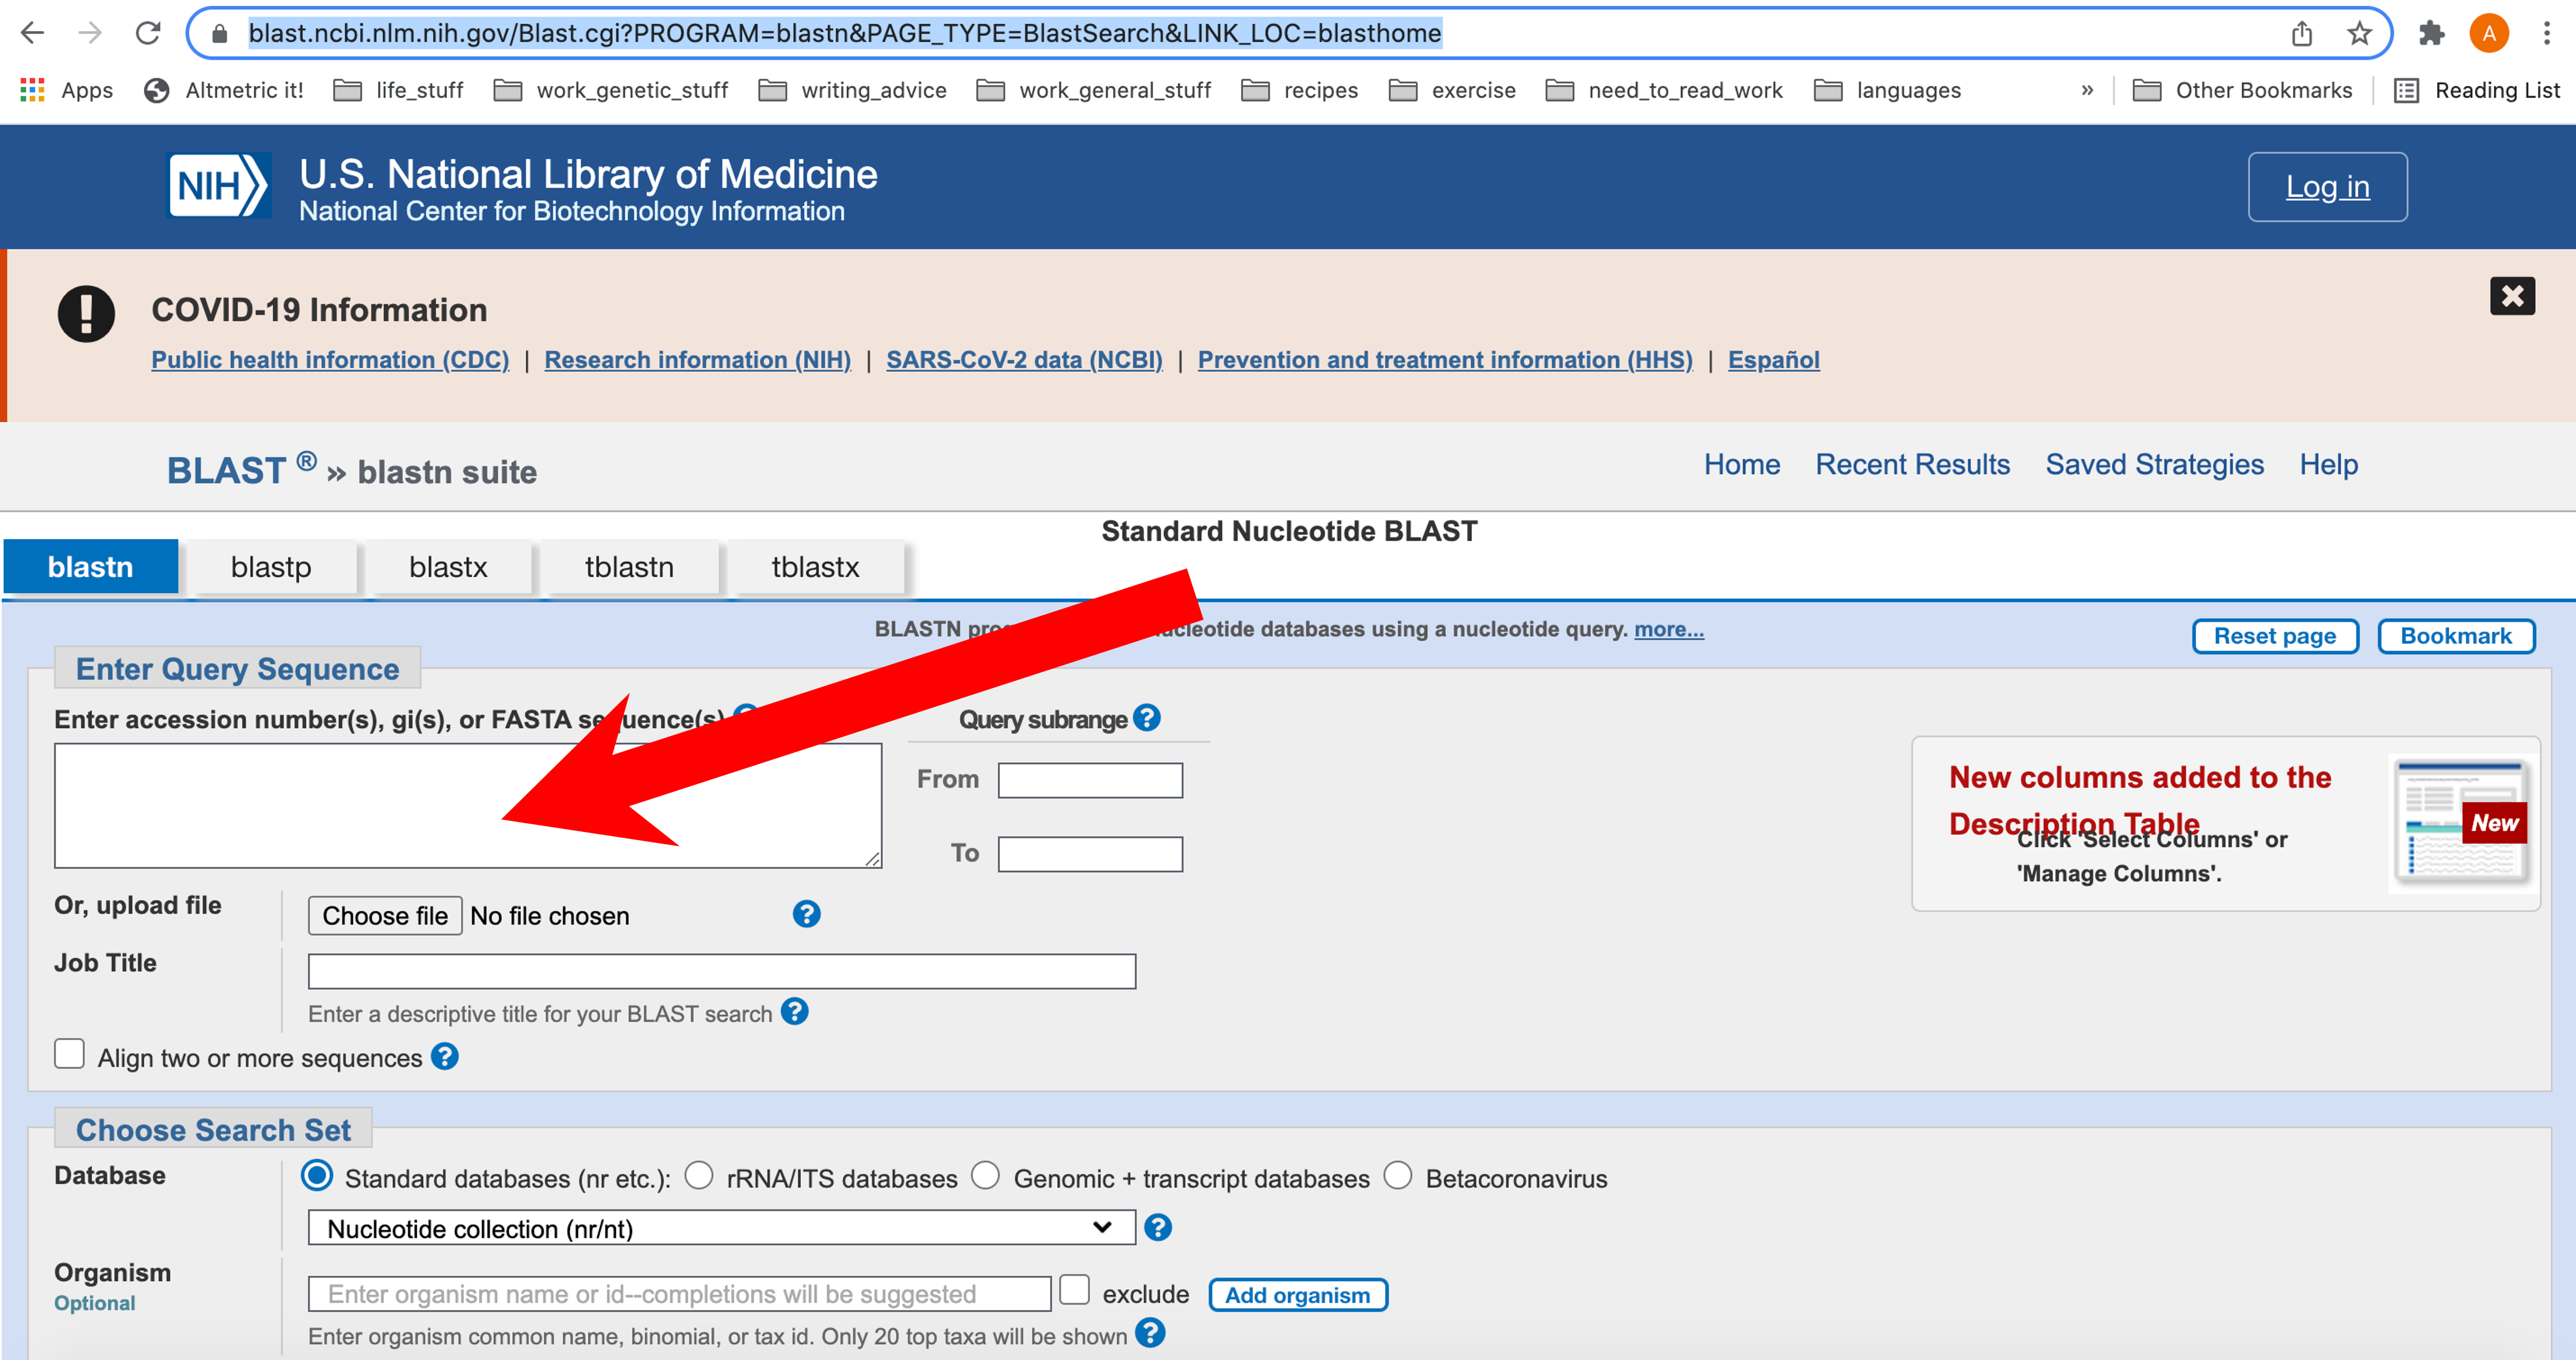 blast.ncbi.nlm.nih.gov/Blast.cgi?PROGRAM=blastn&PAGE_TYPE=BlastSearch&LINK_LOC=blasthome
A
Apps Altmetric it! life_stuff work_genetic_stuff writing_advice work_general_stuff recipes exercise need_to_read_work languages » Other Bookmarks Reading List
NIH U.S. National Library of Medicine
National Center for Biotechnology Information
Log in
COVID-19 Information
Public health information (CDC) | Research information (NIH) | SARS-CoV-2 data (NCBI) | Prevention and treatment information (HHS) | Español
BLAST ® » blastn suite
Home Recent Results Saved Strategies Help
Standard Nucleotide BLAST
blastn blastp blastx tblastn tblastx
BLASTN databases using a nucleotide query. more...
Reset page Bookmark
Enter Query Sequence
Enter accession number(s), gi(s), or FASTA
Query subrange ?
From
To
New columns added to the
Description Table
Click 'Select Columns' or
'Manage Columns'.
New
Or, upload file Choose file No file chosen ?
Job Title
Enter a descriptive title for your BLAST search ?
Align two or more sequences ?
Choose Search Set
Database Standard databases (nr etc.): rRNA/ITS databases Genomic + transcript databases Betacoronavirus
Nucleotide collection (nr/nt) ?
Organism
Optional
Enter organism name or id--completions will be suggested exclude Add organism
Enter organism common name, binomial, or tax id. Only 20 top taxa will be shown ?